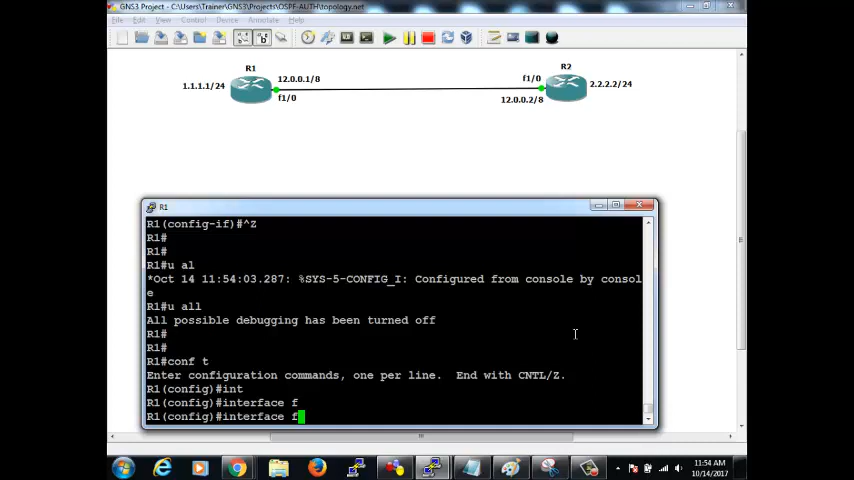 GNS3 Project - C:\Users\Trainer\GNS3\Projects\OSPF-AUTH\topology.net
File Edit View Control Device Annotate Help
R1
R2
12.0.0.1/8
f1/0
1.1.1.1/24
2.2.2.2/24
f1/0
12.0.0.2/8
R1
R1(config-if)#^Z
R1#
R1#
R1#u al
*Oct 14 11:54:03.287: %SYS-5-CONFIG_I: Configured from console by consol
e
R1#u all
All possible debugging has been turned off
R1#
R1#
R1#conf t
Enter configuration commands, one per line.  End with CNTL/Z.
R1(config)#int
R1(config)#interface f
R1(config)#interface f
11:54 AM
10/14/2017